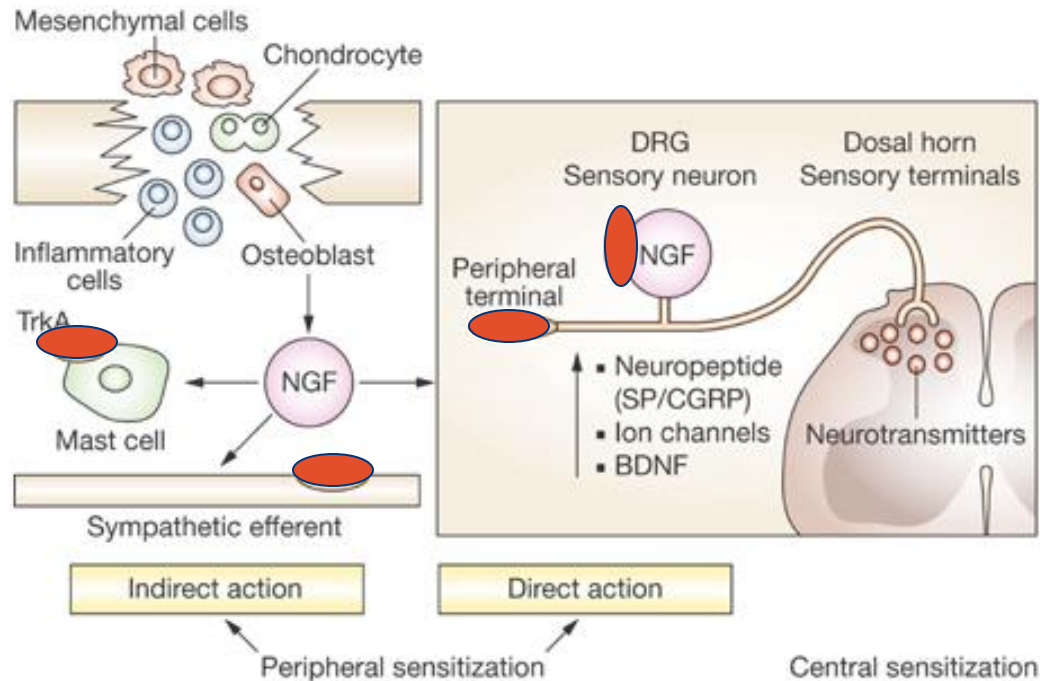 Mesenchymal cells
Chondrocyte
Inflammatory
cells
Osteoblast
TrkA
NGF
Mast cell
Sympathetic efferent
DRG
Sensory neuron
Dosal horn
Sensory terminals
NGF
Peripheral
terminal
▪ Neuropeptide
(SP/CGRP)
▪ Ion channels
▪ BDNF
Neurotransmitters
Indirect action
Direct action
Peripheral sensitization
Central sensitization